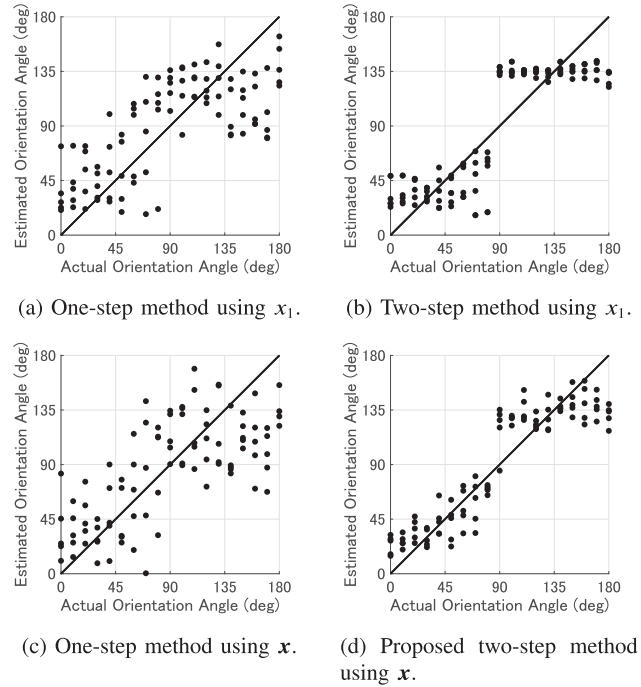 180
135
90
45
0
Estimated Orientation Angle (deg)
0 45 90 135 180
Actual Orientation Angle (deg)
(a) One-step method using x₁.
180
135
90
45
0
Estimated Orientation Angle (deg)
0 45 90 135 180
Actual Orientation Angle (deg)
(b) Two-step method using x₁.
180
135
90
45
0
Estimated Orientation Angle (deg)
0 45 90 135 180
Actual Orientation Angle (deg)
(c) One-step method using x.
180
135
90
45
0
Estimated Orientation Angle (deg)
0 45 90 135 180
Actual Orientation Angle (deg)
(d) Proposed two-step method
using x.